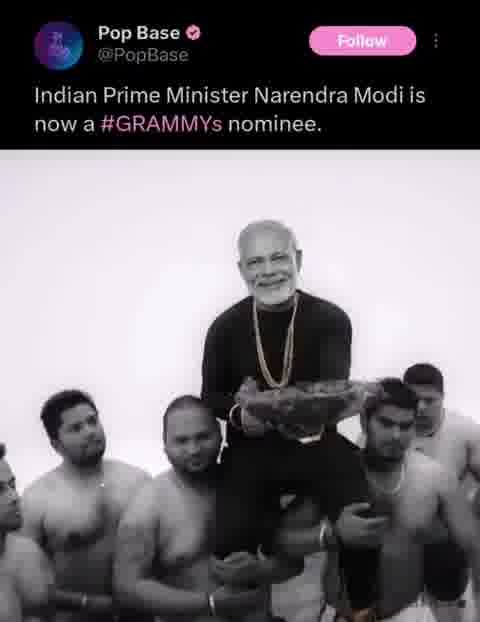 Pop Base
@PopBase
Follow
Indian Prime Minister Narendra Modi is
now a #GRAMMYs nominee.